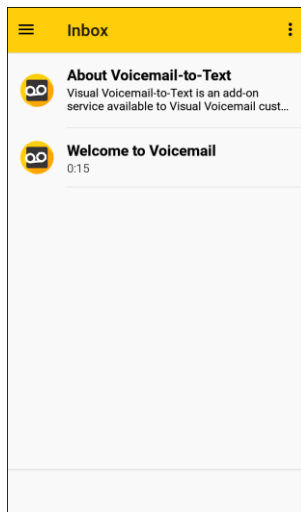 Inbox
About Voicemail-to-Text
Visual Voicemail-to-Text is an add-on
service available to Visual Voicemail cust...
Welcome to Voicemail
0:15